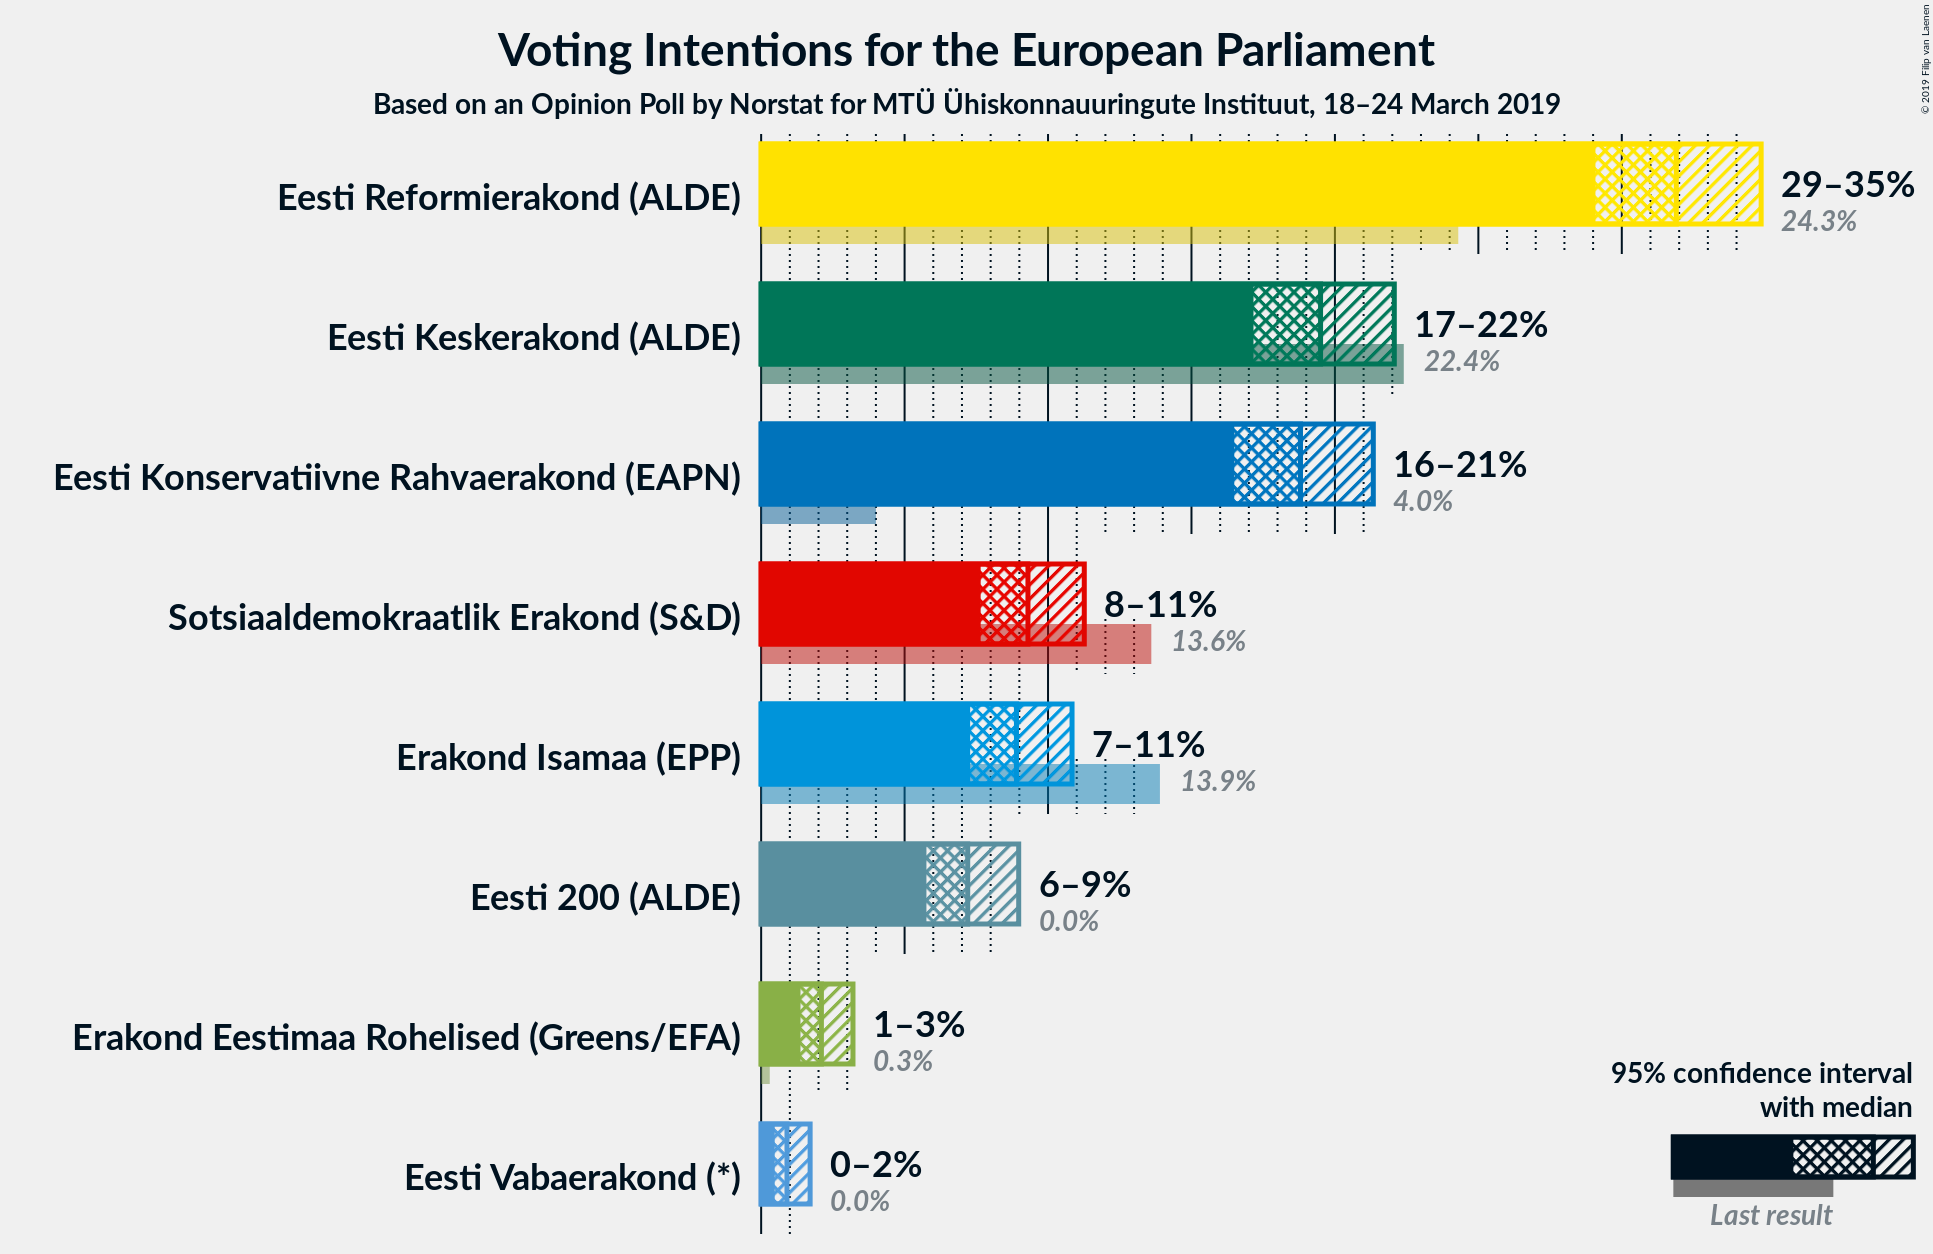 Voting Intentions for the European Parliament
Based on an Opinion Poll by Norstat for MTÜ Ühiskonnauuringute Instituut, 18–24 March 2019
© 2019 Filip van Laenen
Eesti Reformierakond (ALDE)
29–35%
24.3%
Eesti Keskerakond (ALDE)
17–22%
22.4%
Eesti Konservatiivne Rahvaerakond (EAPN)
16–21%
4.0%
Sotsiaaldemokraatlik Erakond (S&D)
8–11%
13.6%
Erakond Isamaa (EPP)
7–11%
13.9%
Eesti 200 (ALDE)
6–9%
0.0%
Erakond Eestimaa Rohelised (Greens/EFA)
1–3%
0.3%
Eesti Vabaerakond (*)
0–2%
0.0%
95% confidence interval
with median
Last result